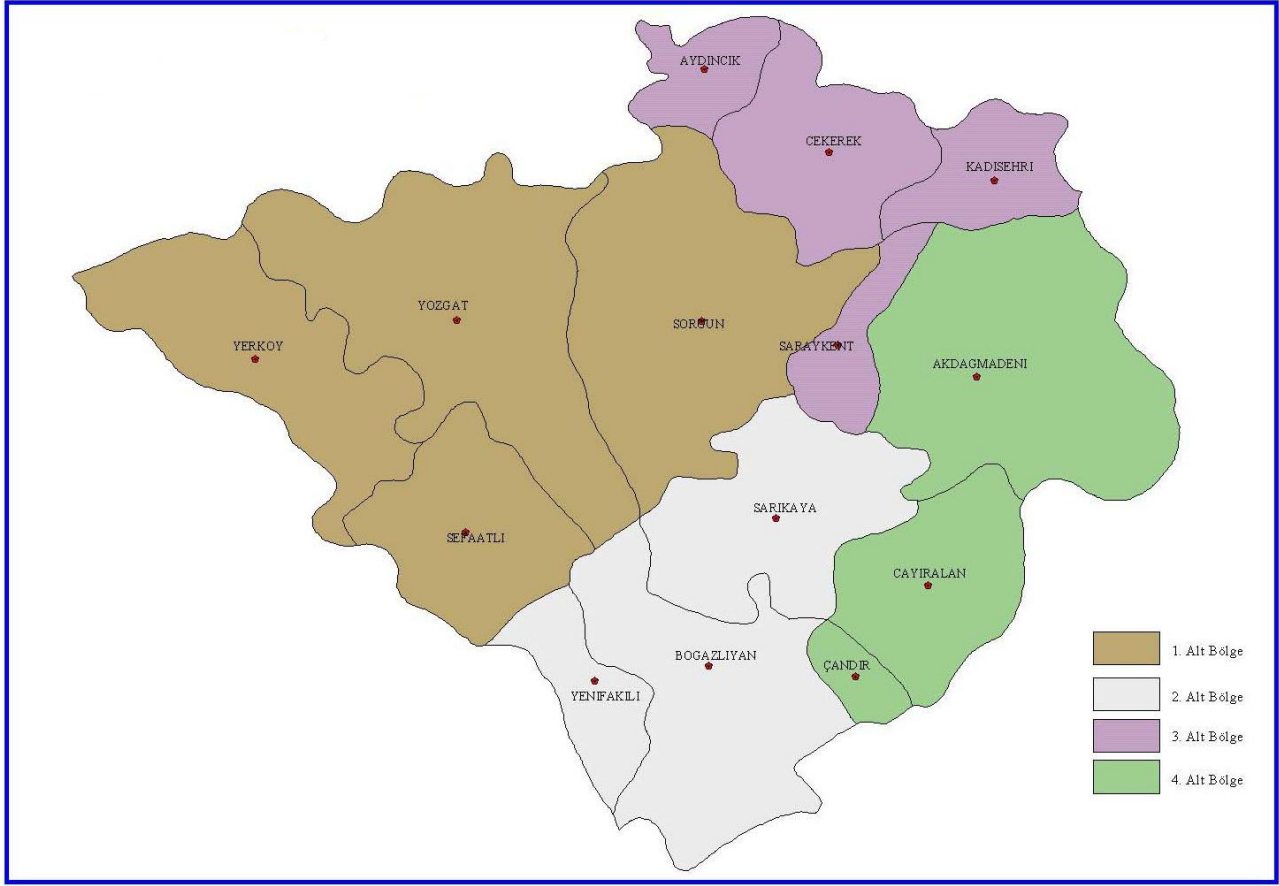 AYDINCIK
CEKEREK
KADISEHRI
YOZGAT
SORGUN
YERKOY
SARAYKENT
AKDAGMADENI
SARIKAYA
SEFAATLI
CAYIRALAN
BOGAZLIYAN
ÇANDIR
YENIFAKILI
1. Alt Bölge
2. Alt Bölge
3. Alt Bölge
4. Alt Bölge